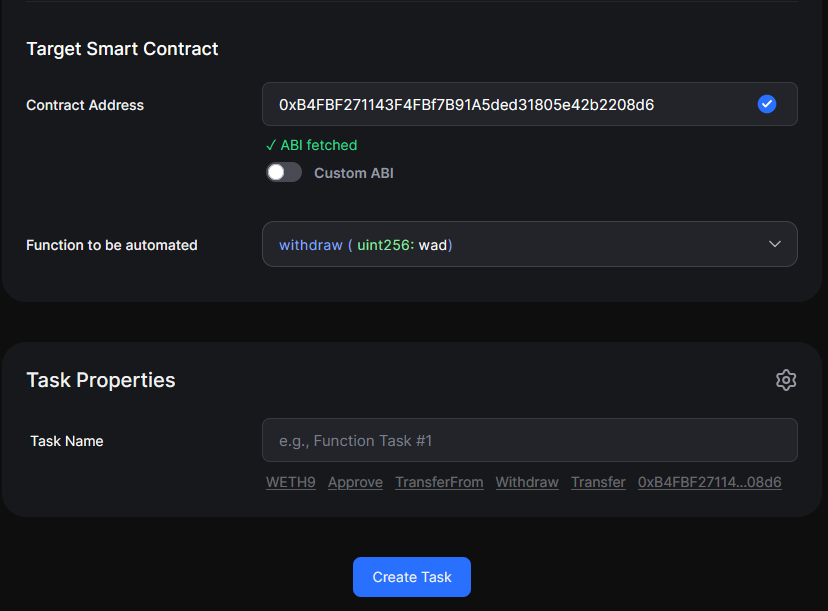 Target Smart Contract
Contract Address
0xB4FBF271143F4FBf7B91A5ded31805e42b2208d6
✓ ABI fetched
Custom ABI
Function to be automated
withdraw ( uint256: wad)
Task Properties
Task Name
e.g., Function Task #1
WETH9 Approve TransferFrom Withdraw Transfer 0xB4FBF27114...08d6
Create Task